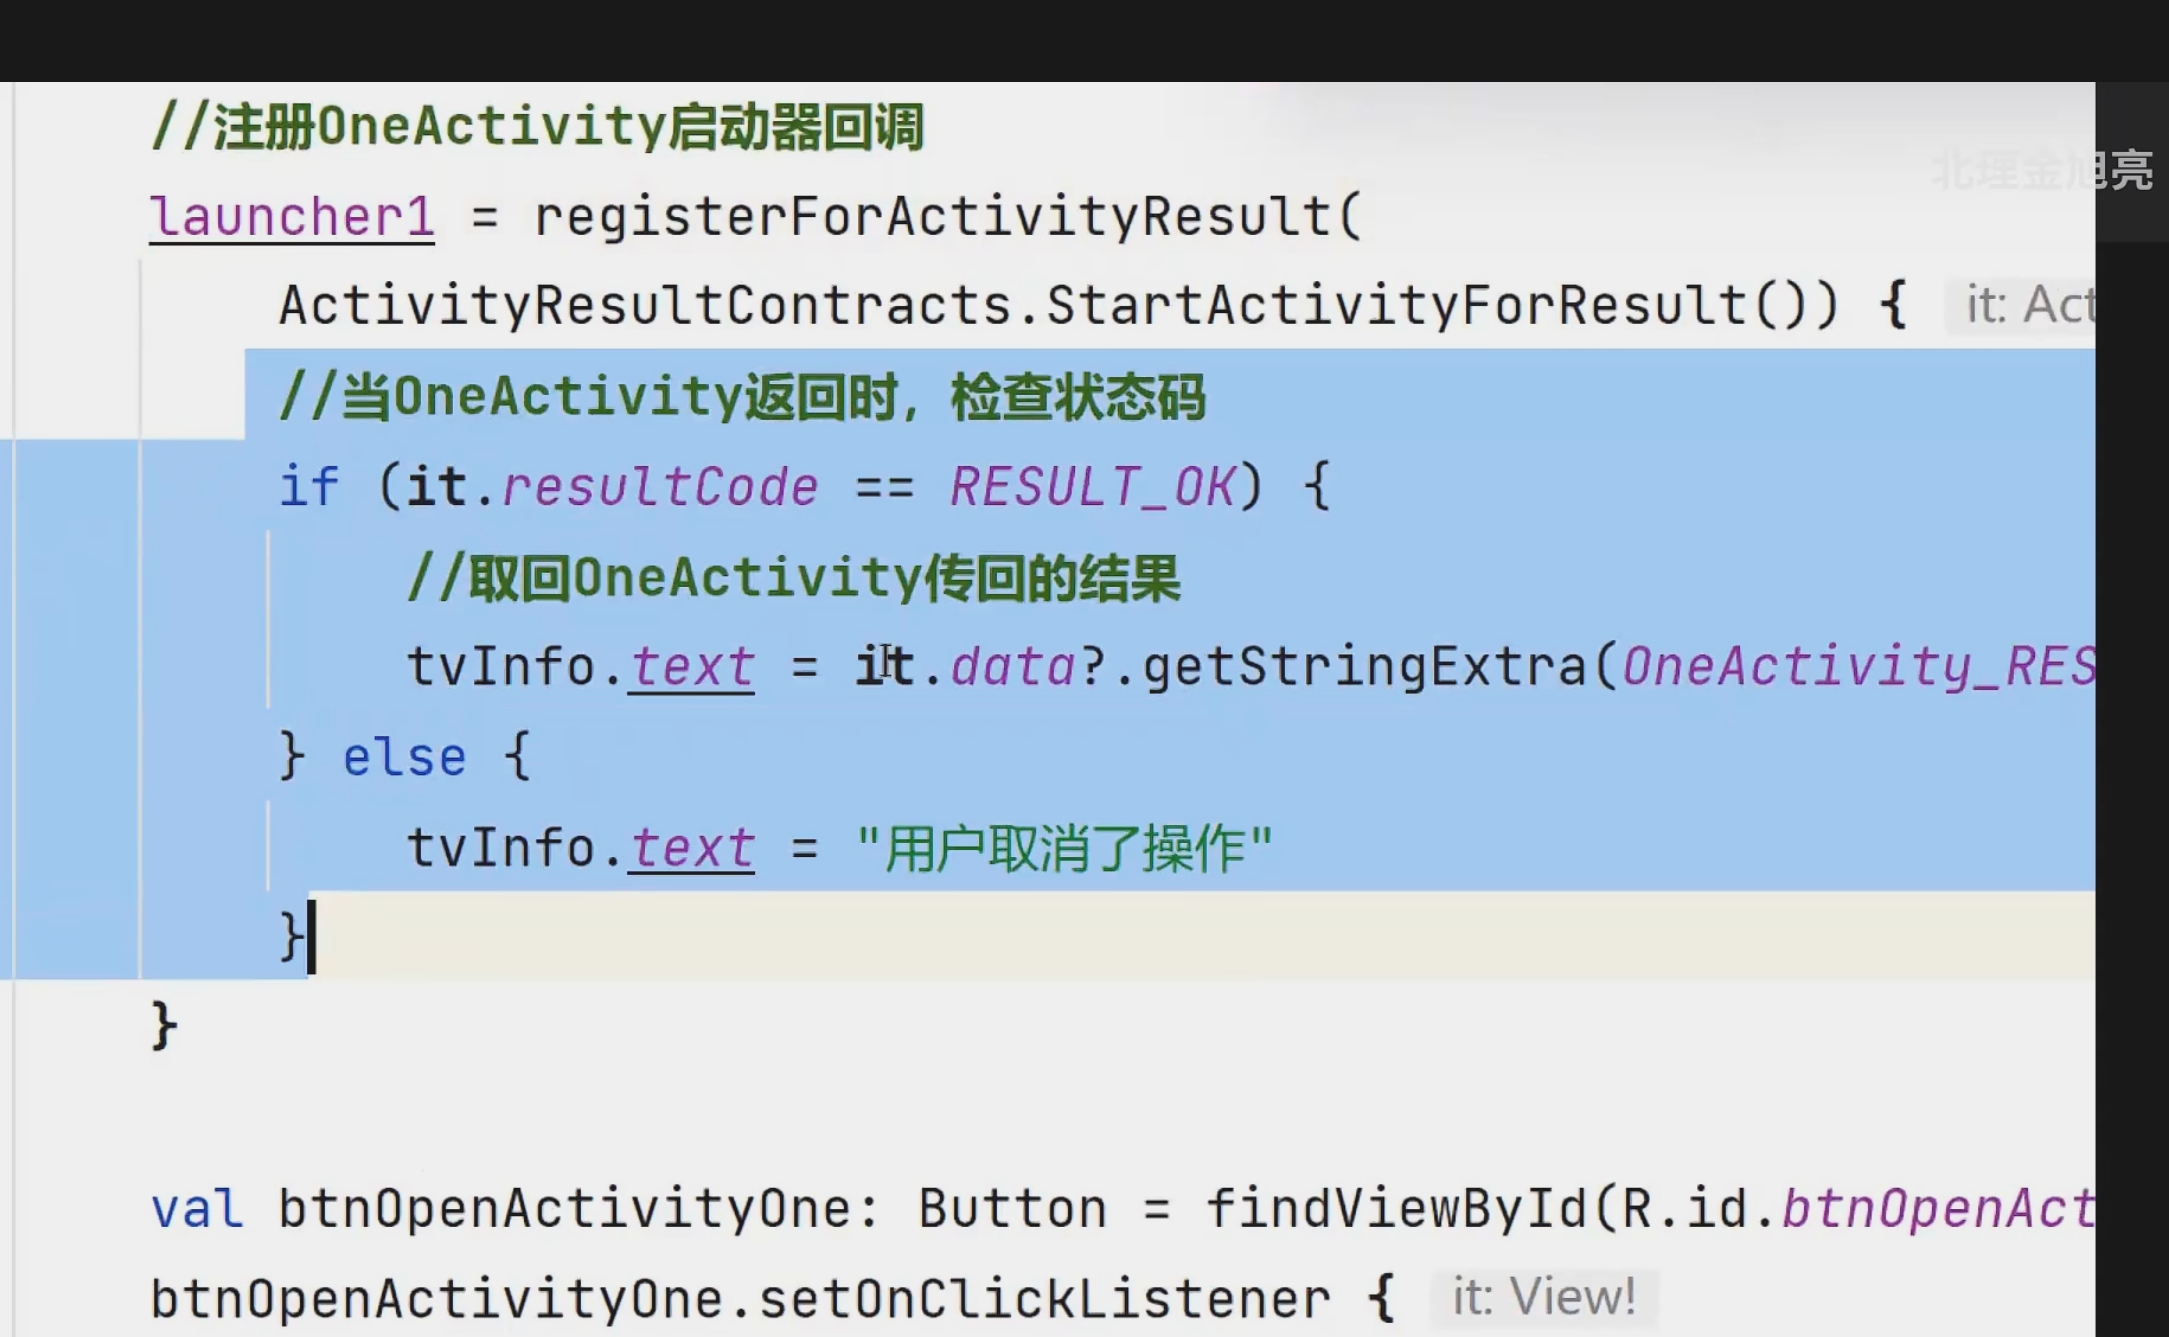 //注册OneActivity启动器回调
北理金旭亮
launcher1 = registerForActivityResult(
    ActivityResultContracts.StartActivityForResult()) { it: Act
    //当OneActivity返回时，检查状态码
    if (it.resultCode == RESULT_OK) {
        //取回OneActivity传回的结果
        tvInfo.text = it.data?.getStringExtra(OneActivity_RES
    } else {
        tvInfo.text = "用户取消了操作"
    }
}
val btnOpenActivityOne: Button = findViewById(R.id.btnOpenAct
btnOpenActivityOne.setOnClickListener { it: View!